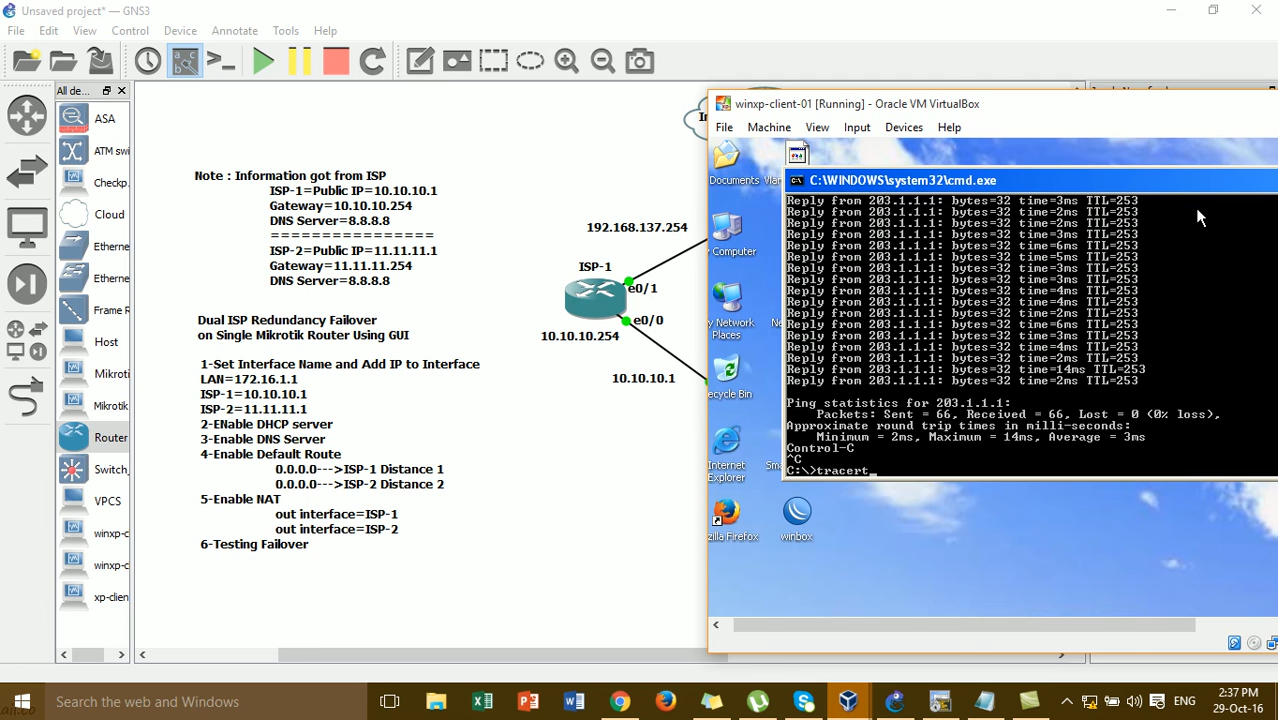 Unsaved project* — GNS3
File Edit View Control Device Annotate Tools Help
All de...
ASA
ATM swi
Checkp
Cloud
Etherne
Etherne
Frame R
Host
Mikroti
Mikrotik
Router
Switch_
VPCS
winxp-c
winxp-c
xp-clien
Note : Information got from ISP
ISP-1=Public IP=10.10.10.1
Gateway=10.10.10.254
DNS Server=8.8.8.8
===============
ISP-2=Public IP=11.11.11.1
Gateway=11.11.11.254
DNS Server=8.8.8.8
Dual ISP Redundancy Failover
on Single Mikrotik Router Using GUI
1-Set Interface Name and Add IP to Interface
LAN=172.16.1.1
ISP-1=10.10.10.1
ISP-2=11.11.11.1
2-ENable DHCP server
3-Enable DNS Server
4-Enable Default Route
0.0.0.0--->ISP-1 Distance 1
0.0.0.0--->ISP-2 Distance 2
5-Enable NAT
out interface=ISP-1
out interface=ISP-2
6-Testing Failover
192.168.137.254
ISP-1
e0/1
e0/0
10.10.10.254
10.10.10.1
winxp-client-01 [Running] - Oracle VM VirtualBox
File Machine View Input Devices Help
Documents
y Computer
y Network
Places
ecycle Bin
Internet
Explorer
zilla Firefox
winbox
C:\WINDOWS\system32\cmd.exe
Reply from 203.1.1.1: bytes=32 time=3ms TTL=253
Reply from 203.1.1.1: bytes=32 time=2ms TTL=253
Reply from 203.1.1.1: bytes=32 time=2ms TTL=253
Reply from 203.1.1.1: bytes=32 time=3ms TTL=253
Reply from 203.1.1.1: bytes=32 time=6ms TTL=253
Reply from 203.1.1.1: bytes=32 time=5ms TTL=253
Reply from 203.1.1.1: bytes=32 time=3ms TTL=253
Reply from 203.1.1.1: bytes=32 time=3ms TTL=253
Reply from 203.1.1.1: bytes=32 time=3ms TTL=253
Reply from 203.1.1.1: bytes=32 time=4ms TTL=253
Reply from 203.1.1.1: bytes=32 time=2ms TTL=253
Reply from 203.1.1.1: bytes=32 time=6ms TTL=253
Reply from 203.1.1.1: bytes=32 time=3ms TTL=253
Reply from 203.1.1.1: bytes=32 time=4ms TTL=253
Reply from 203.1.1.1: bytes=32 time=2ms TTL=253
Reply from 203.1.1.1: bytes=32 time=14ms TTL=253
Reply from 203.1.1.1: bytes=32 time=2ms TTL=253
Ping statistics for 203.1.1.1:
Packets: Sent = 66, Received = 66, Lost = 0 (0% loss),
Approximate round trip times in milli-seconds:
Minimum = 2ms, Maximum = 14ms, Average = 3ms
Control-C
^C
C:\>tracert_
Search the web and Windows
ENG
2:37 PM
29-Oct-16